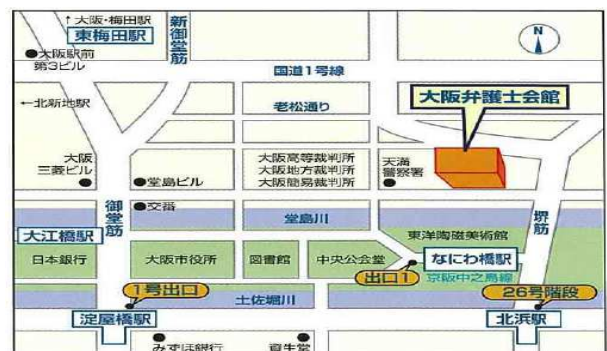 ↑大阪・梅田駅
東梅田駅
新御堂筋
N
●大阪駅前
第3ビル
国道1号線
←北新地駅
老松通り
大阪弁護士会館
大阪
三菱ビル
●堂島ビル
大阪高等裁判所
大阪地方裁判所
大阪簡易裁判所
天満
警察署
●交番
御堂筋
堂島川
堺筋
大江橋駅
東洋陶磁美術館
日本銀行
大阪市役所
図書館
中央公会堂
なにわ橋駅
出口1
京阪中之島線
1号出口
土佐堀川
26号階段
淀屋橋駅
北浜駅
みずほ銀行
資生堂